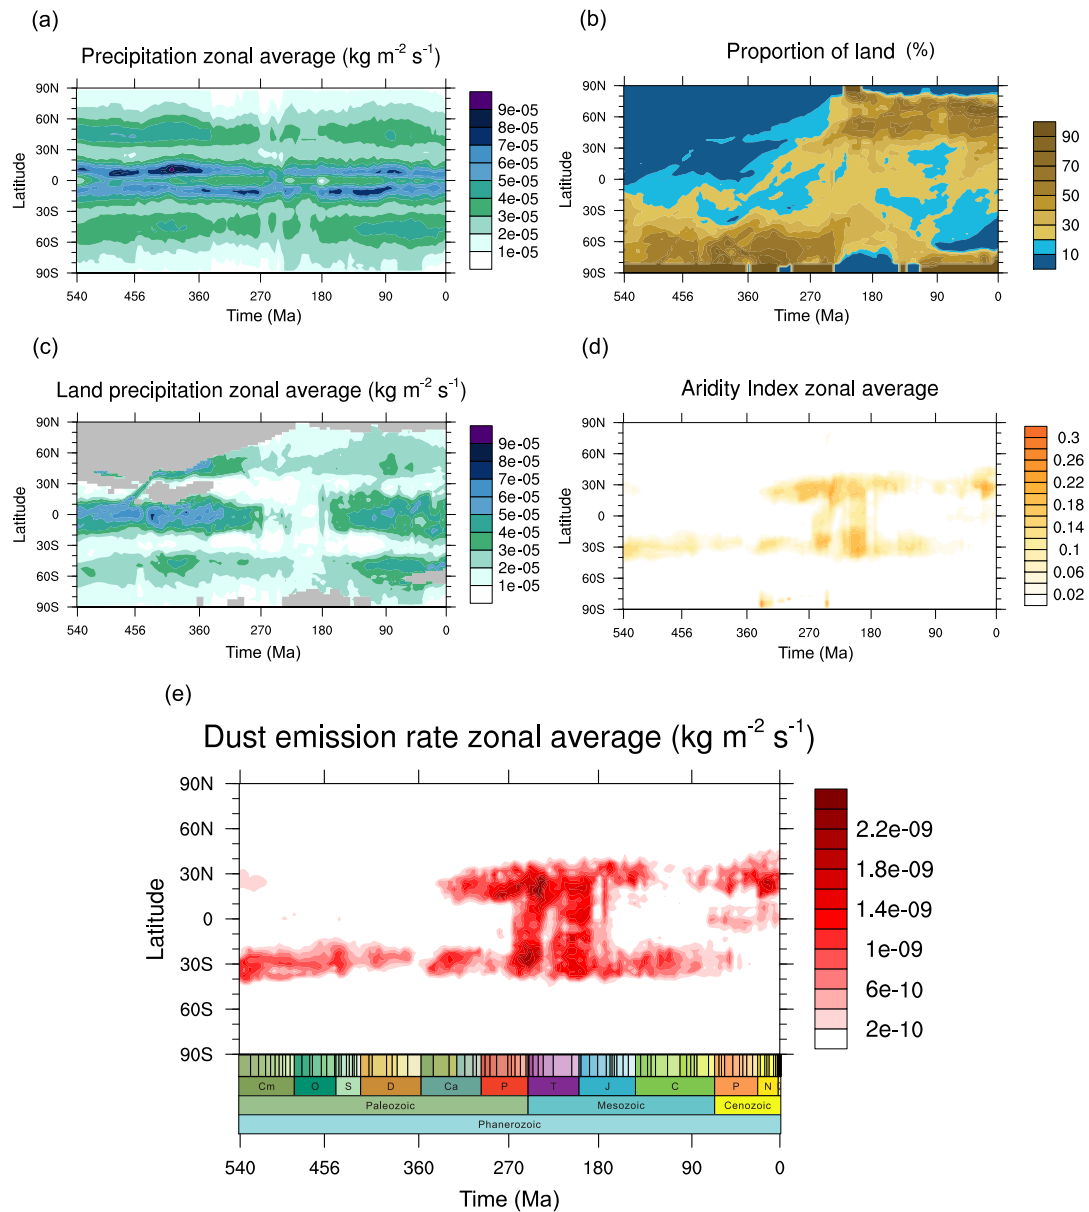 (a)
Precipitation zonal average (kg m⁻² s⁻¹)
Latitude
90N
60N
30N
0
30S
60S
90S
540 456 360 270 180 90 0
Time (Ma)
9e-05
8e-05
7e-05
6e-05
5e-05
4e-05
3e-05
2e-05
1e-05
(b)
Proportion of land (%)
Latitude
90N
60N
30N
0
30S
60S
90S
540 456 360 270 180 90 0
Time (Ma)
90
70
50
30
10
(c)
Land precipitation zonal average (kg m⁻² s⁻¹)
Latitude
90N
60N
30N
0
30S
60S
90S
540 456 360 270 180 90 0
Time (Ma)
9e-05
8e-05
7e-05
6e-05
5e-05
4e-05
3e-05
2e-05
1e-05
(d)
Aridity Index zonal average
Latitude
90N
60N
30N
0
30S
60S
90S
540 456 360 270 180 90 0
Time (Ma)
0.3
0.26
0.22
0.18
0.14
0.1
0.06
0.02
(e)
Dust emission rate zonal average (kg m⁻² s⁻¹)
Latitude
90N
60N
30N
0
30S
60S
90S
2.2e-09
1.8e-09
1.4e-09
1e-09
6e-10
2e-10
Cm O S D Ca P T J C P N
Paleozoic Mesozoic Cenozoic
Phanerozoic
540 456 360 270 180 90 0
Time (Ma)